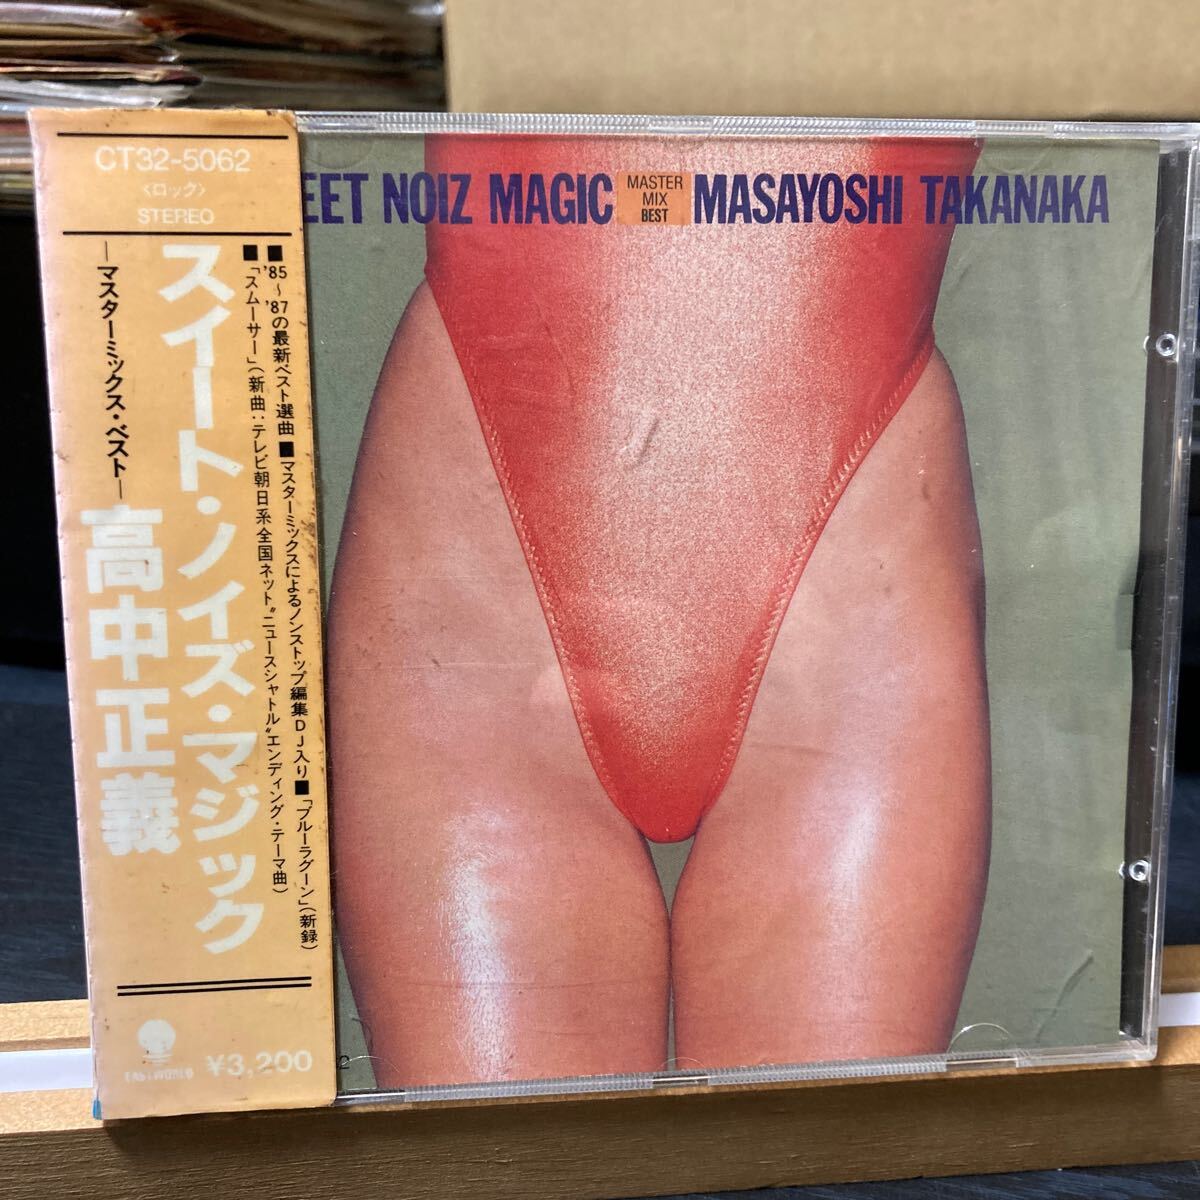 CT32-5062
〈ロック〉
STEREO
スイート・ノイズ・マジック
―マスターミックス・ベスト―
高中正義
■'85〜'87の最新ベスト選曲■マスターミックスによるノンストップ編集DJ入り■「ブルーラグーン」(新録)
■「スムーサー」(新曲:テレビ朝日系全国ネット"ニュースシャトル"エンディング・テーマ曲)
EASTWORLD
¥3,200
EET NOIZ MAGIC
MASTER
MIX
BEST
MASAYOSHI TAKANAKA
2